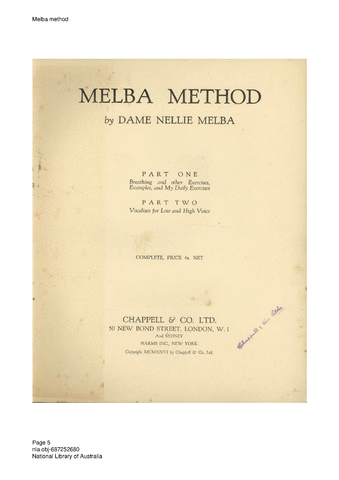 Melba method
MELBA METHOD
by DAME NELLIE MELBA
PART ONE
Breathing and other Exercises,
Examples, and My Daily Exercises
PART TWO
Vocalises for Low and High Voice
COMPLETE, PRICE 6s. NET
CHAPPELL & CO. LTD.
50 NEW BOND STREET, LONDON, W. 1
And SYDNEY
HARMS INC., NEW YORK
Copyright, MCMXXVI by Chappell & Co. Ltd.
Chappell & Co.
Page 5
nla.obj-687252680
National Library of Australia